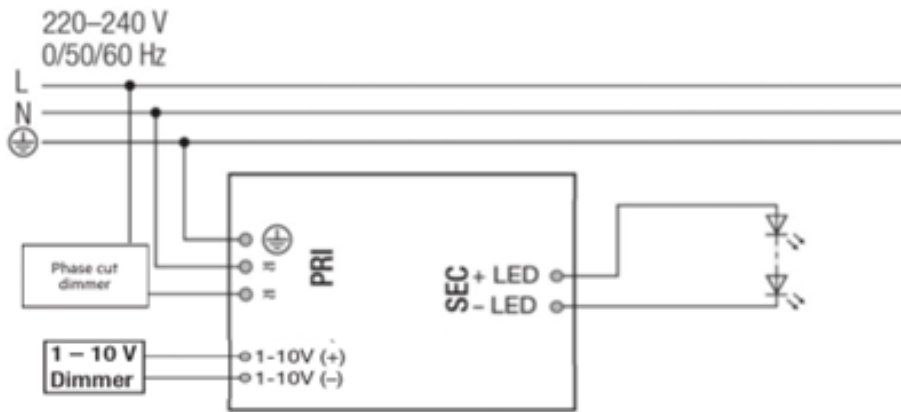 220–240 V
0/50/60 Hz
L
N
Phase cut
dimmer
PRI
SEC
+ LED
– LED
1 – 10 V
Dimmer
1-10V (+)
1-10V (–)